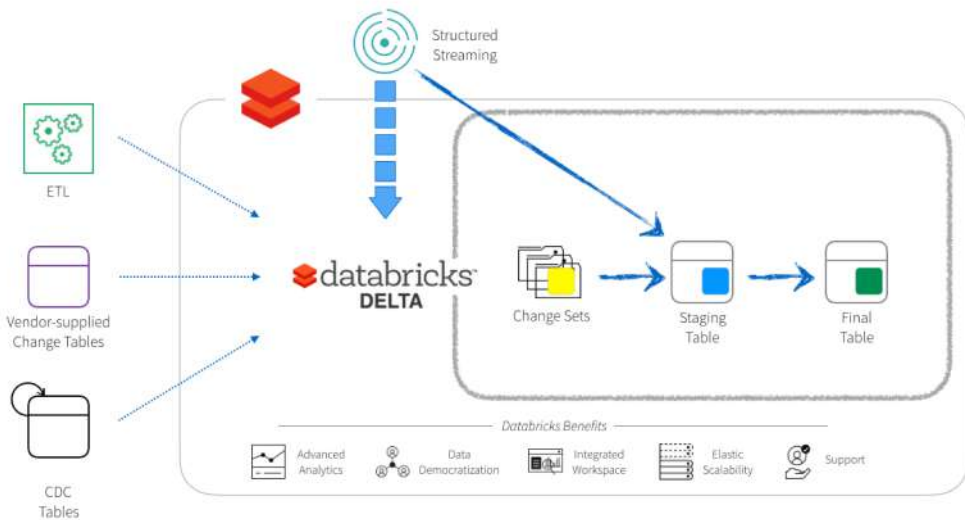 Structured
Streaming
ETL
databricks™
DELTA
Vendor-supplied
Change Tables
Change Sets
Staging
Table
Final
Table
CDC
Tables
Databricks Benefits
Advanced
Analytics
Data
Democratization
Integrated
Workspace
Elastic
Scalability
Support